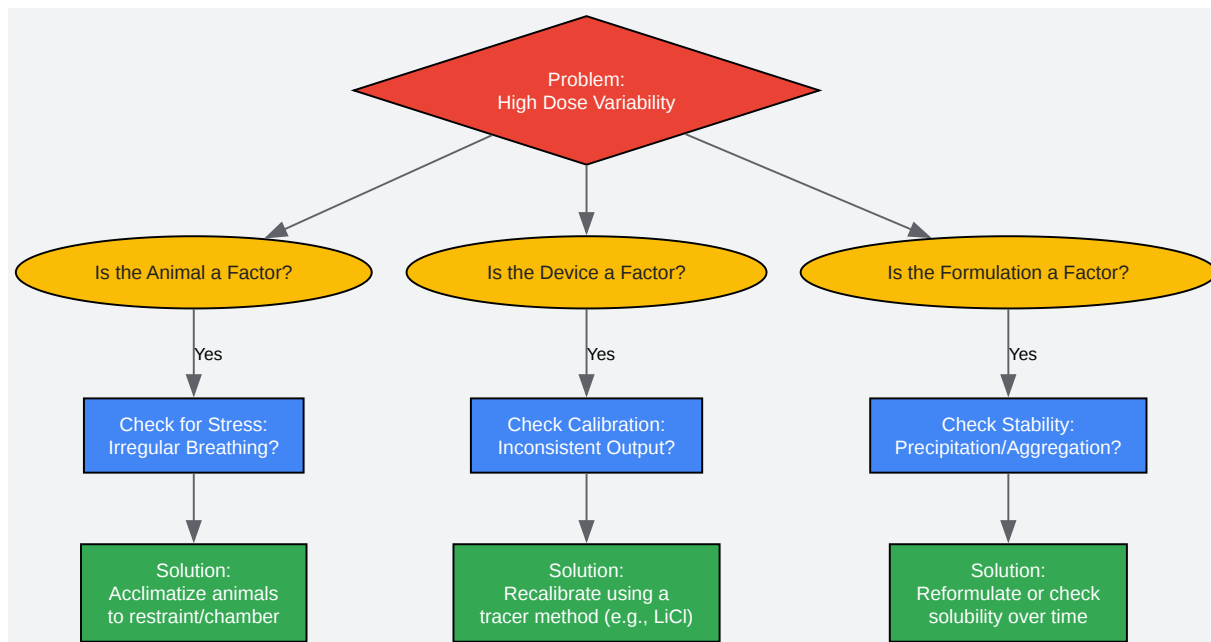 Problem:
High Dose Variability
Is the Animal a Factor?
Is the Device a Factor?
Is the Formulation a Factor?
Yes
Yes
Yes
Check for Stress:
Irregular Breathing?
Check Calibration:
Inconsistent Output?
Check Stability:
Precipitation/Aggregation?
Solution:
Acclimatize animals
to restraint/chamber
Solution:
Recalibrate using a
tracer method (e.g., LiCl)
Solution:
Reformulate or check
solubility over time